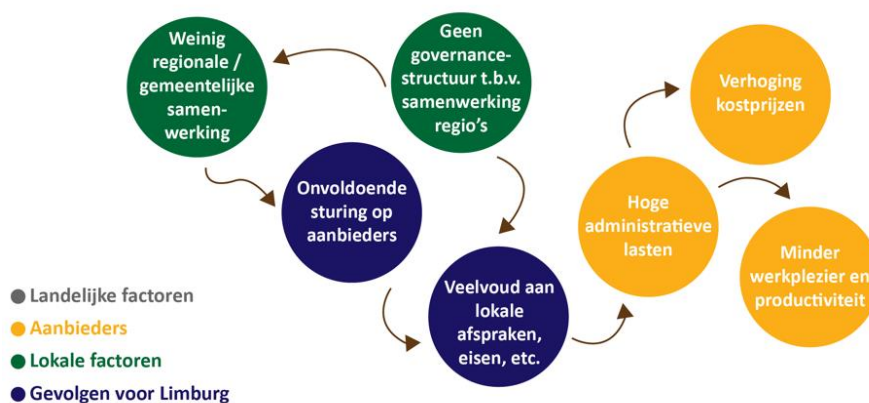 Weinig
regionale /
gemeentelijke
samen-
werking
Geen
governance-
structuur t.b.v.
samenwerking
regio's
Verhoging
kostprijzen
Onvoldoende
sturing op
aanbieders
Hoge
administratieve
lasten
Minder
werkplezier en
productiviteit
Veelvoud aan
lokale
afspraken,
eisen, etc.
Landelijke factoren
Aanbieders
Lokale factoren
Gevolgen voor Limburg